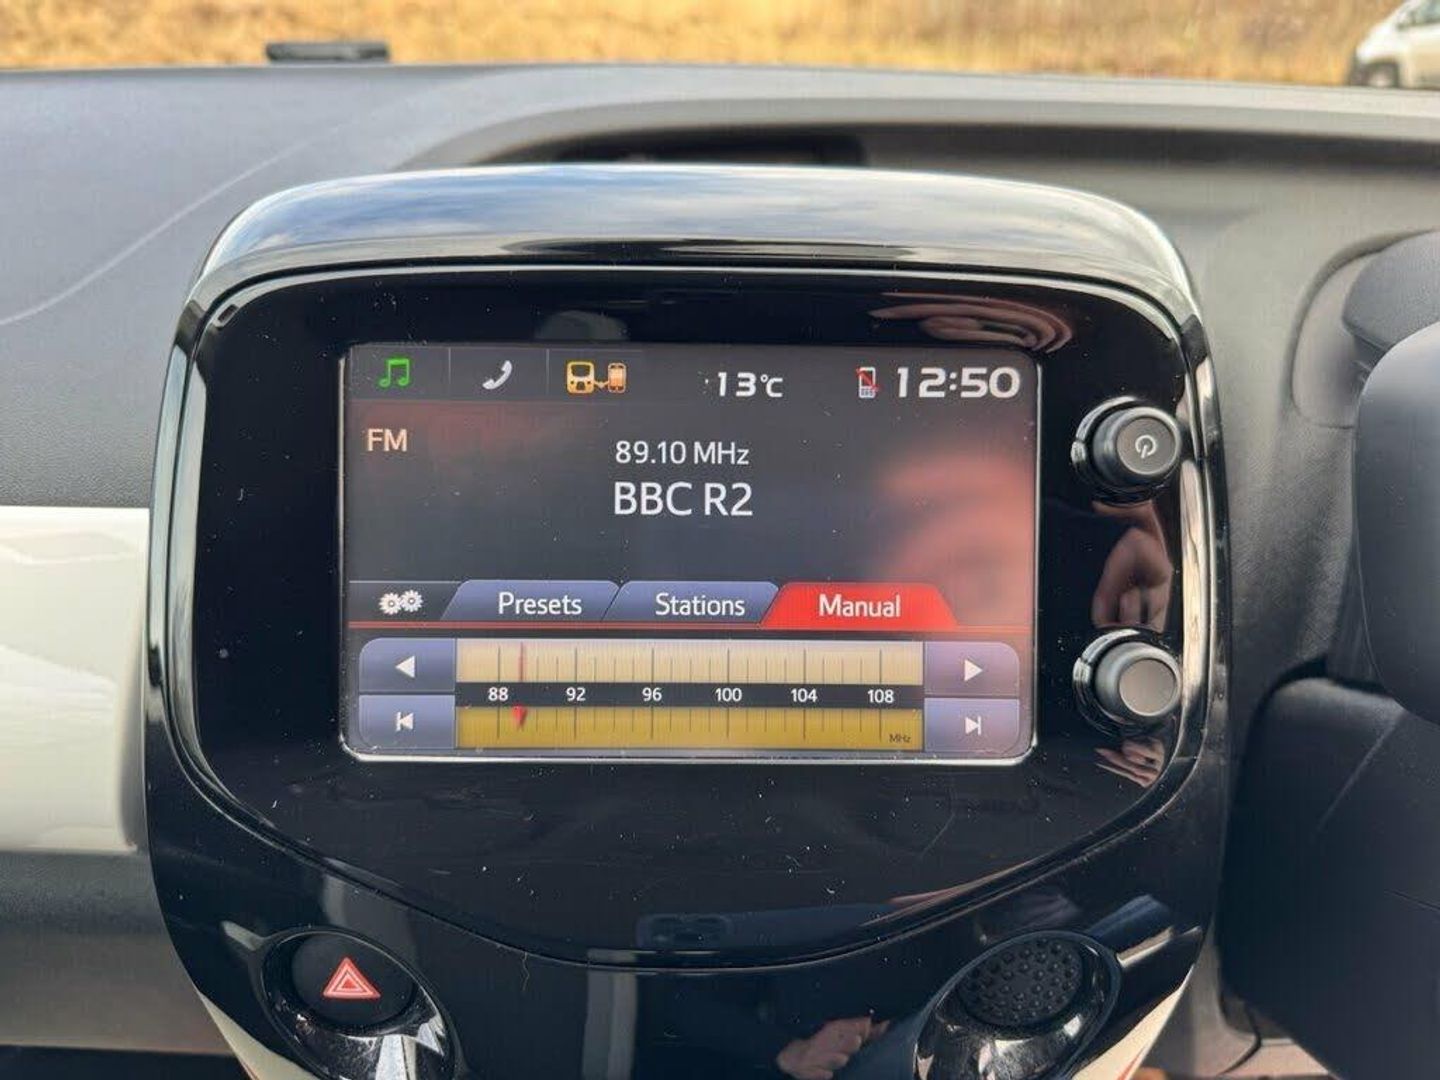 13°C 12:50
FM
89.10 MHz
BBC R2
Presets Stations Manual
88 92 96 100 104 108
MHz